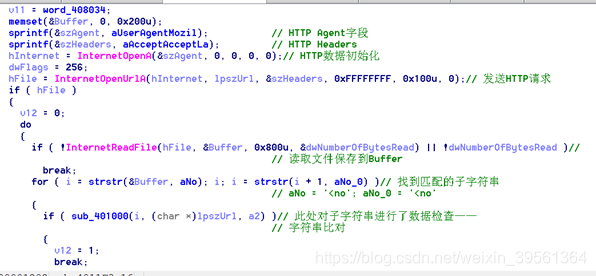 v11 = word_408034;
memset(&Buffer, 0, 0x200u);
sprintf(&szAgent, aUserAgentMozil); // HTTP Agent字段
sprintf(&szHeaders, aAcceptAcceptLa); // HTTP Headers
hInternet = InternetOpenA(&szAgent, 0, 0, 0, 0);// HTTP数据初始化
dwFlags = 256;
hFile = InternetOpenUrlA(hInternet, lpszUrl, &szHeaders, 0xFFFFFFFF, 0x100u, 0);// 发送HTTP请求
if ( hFile )
{
v12 = 0;
do
{
if ( !InternetReadFile(hFile, &Buffer, 0x800u, &dwNumberOfBytesRead) || !dwNumberOfBytesRead )//
// 读取文件保存到Buffer
break;
for ( i = strstr(&Buffer, aNo); i; i = strstr(i + 1, aNo_0) )// 找到匹配的子字符串
// aNo = '<no'; aNo_0 = '<no'
{
if ( sub_401000(i, (char *)lpszUrl, a2) )// 此处对子字符串进行了数据检查——
// 字符串比对
{
v12 = 1;
break;
https://blog.csdn.net/weixin_39561364